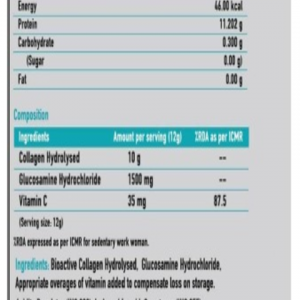 Energy 46.00 kcal
Protein 11.202 g
Carbohydrate 0.300 g
(Sugar 0.00 g)
Fat 0.00 g
Composition
Ingredients Amount per serving (12g) %RDA as per ICMR
Collagen Hydrolysed 10 g --
Glucosamine Hydrochloride 1500 mg --
Vitamin C 35 mg 87.5
(Serving size: 12g)
%RDA expressed as per ICMR for sedentary work woman.
Ingredients: Bioactive Collagen Hydrolysed, Glucosamine Hydrochloride,
Appropriate overages of vitamin added to compensate loss on storage.